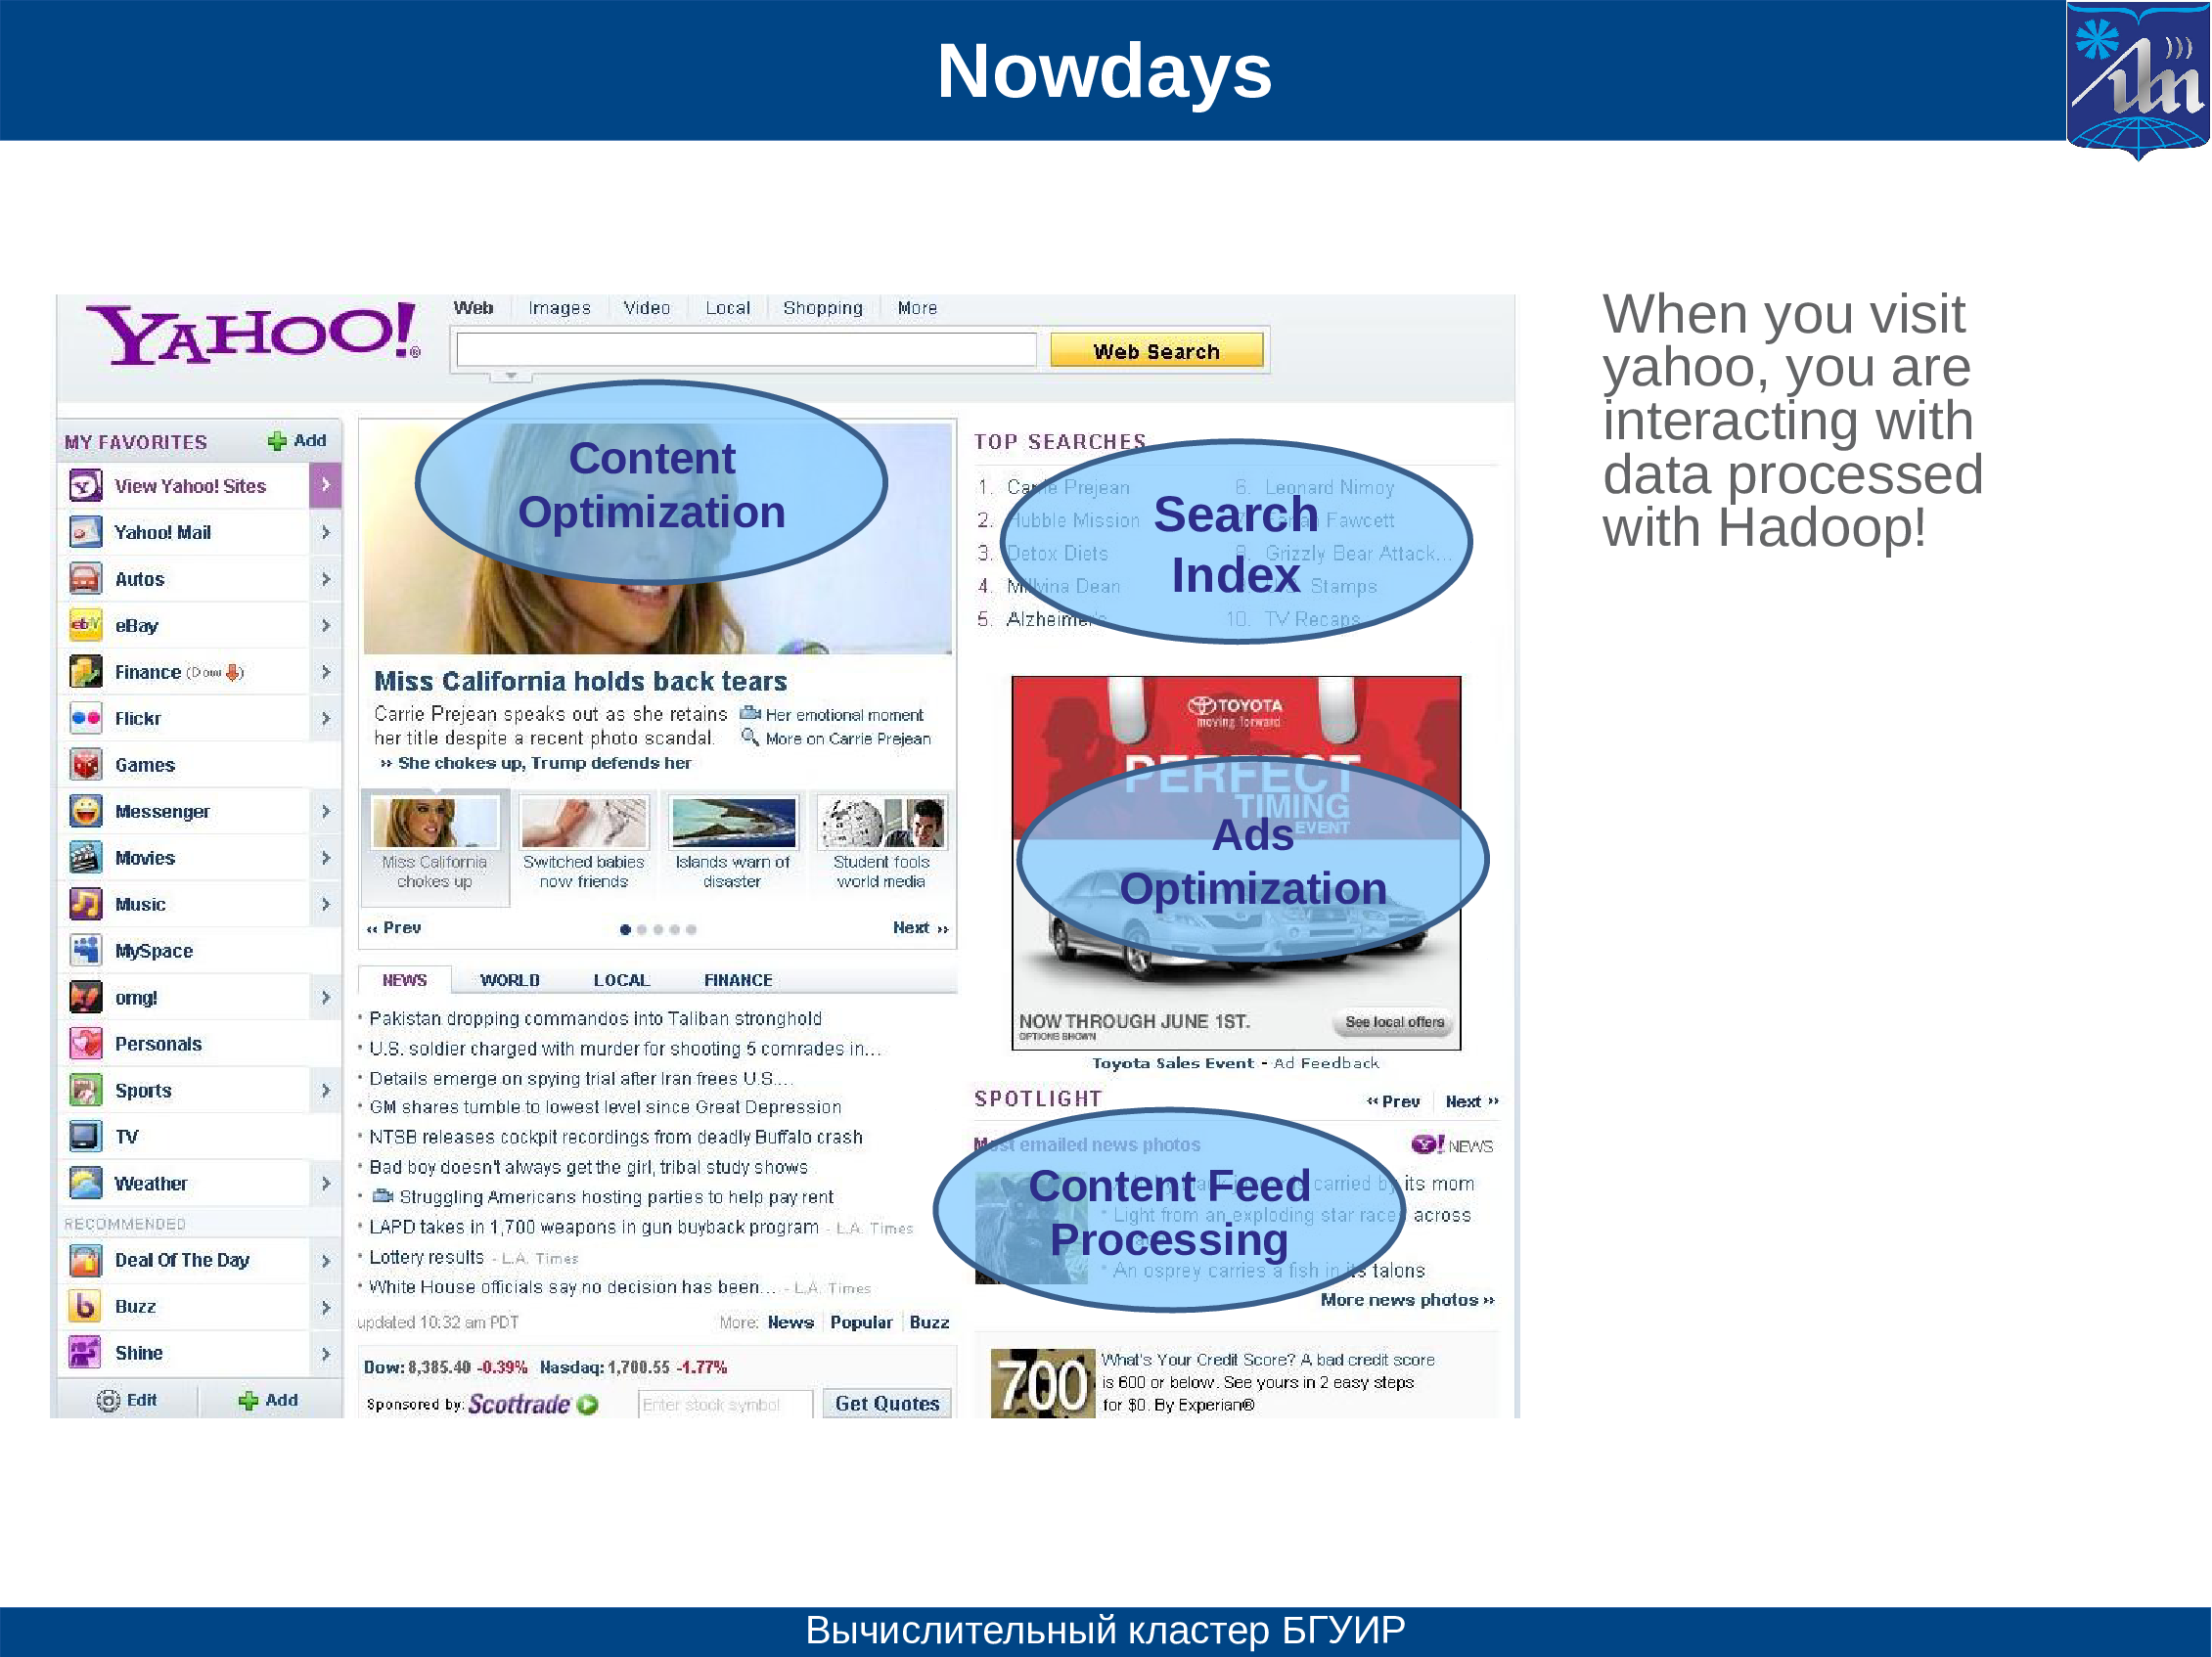 Nowdays
YAHOO!®
Web Images Video Local Shopping More
Web Search
MY FAVORITES Add
View Yahoo! Sites
Yahoo! Mail
Autos
eBay
Finance (Dow)
Flickr
Games
Messenger
Movies
Music
MySpace
omg!
Personals
Sports
TV
Weather
RECOMMENDED
Deal Of The Day
Buzz
Shine
Edit Add
Content
Optimization
Miss California holds back tears
Carrie Prejean speaks out as she retains
her title despite a recent photo scandal.
Her emotional moment
More on Carrie Prejean
» She chokes up, Trump defends her
Miss California
chokes up
Switched babies
now friends
Islands warn of
disaster
Student fools
world media
« Prev
Next »
NEWS WORLD LOCAL FINANCE
• Pakistan dropping commandos into Taliban stronghold
• U.S. soldier charged with murder for shooting 5 comrades in...
• Details emerge on spying trial after Iran frees U.S....
• GM shares tumble to lowest level since Great Depression
• NTSB releases cockpit recordings from deadly Buffalo crash
• Bad boy doesn't always get the girl, tribal study shows
• Struggling Americans hosting parties to help pay rent
• LAPD takes in 1,700 weapons in gun buyback program - L.A. Times
• Lottery results - L.A. Times
• White House officials say no decision has been... - L.A. Times
updated 10:32 am PDT
More: News Popular Buzz
Dow: 8,385.40 -0.39% Nasdaq: 1,700.55 -1.77%
Sponsored by: Scottrade
Enter stock symbol
Get Quotes
TOP SEARCHES
1. Carrie Prejean
2. Hubble Mission
3. Detox Diets
4. Milvina Dean
5. Alzheimer's
6. Leonard Nimoy
Fawcett
8. Grizzly Bear Attack...
Stamps
10. TV Recaps
Search
Index
TOYOTA
moving forward
PERFECT
TIMING
EVENT
Ads
Optimization
NOW THROUGH JUNE 1ST.
OPTIONS SHOWN
See local offers
Toyota Sales Event - Ad Feedback
SPOTLIGHT
« Prev Next »
Most emailed news photos
Y! NEWS
carried by its mom
• Light from an exploding star races across
• An osprey carries a fish in its talons
Content Feed
Processing
More news photos »
700
What's Your Credit Score? A bad credit score
is 600 or below. See yours in 2 easy steps
for $0. By Experian®
When you visit
yahoo, you are
interacting with
data processed
with Hadoop!
Вычислительный кластер БГУИР